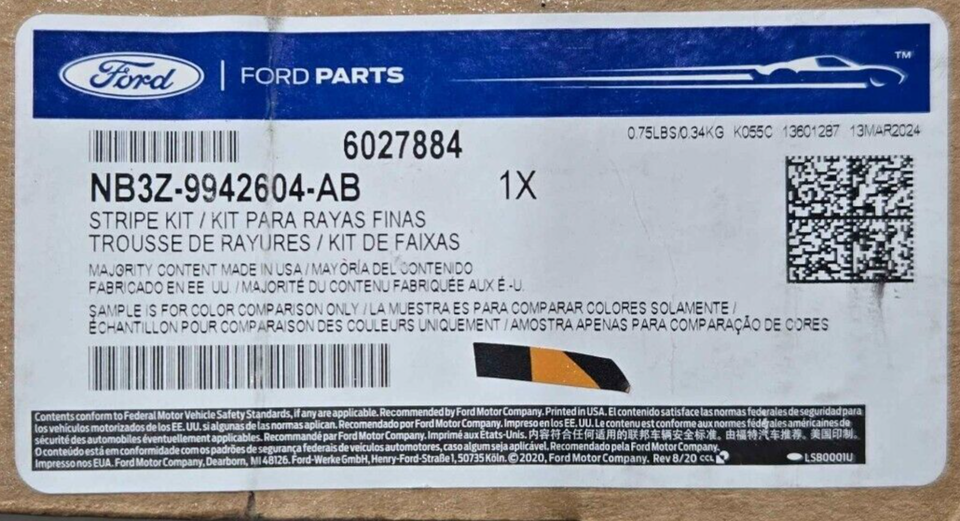 Ford | FORD PARTS
TM
0.75LBS/0.34KG K055C 13601287 13MAR2024
6027884
NB3Z-9942604-AB 1X
STRIPE KIT / KIT PARA RAYAS FINAS
TROUSSE DE RAYURES / KIT DE FAIXAS
MAJORITY CONTENT MADE IN USA / MAYORÍA DEL CONTENIDO
FABRICADO EN EE. UU. / MAJORITÉ DU CONTENU FABRIQUÉE AUX É.-U.
SAMPLE IS FOR COLOR COMPARISON ONLY / LA MUESTRA ES PARA COMPARAR COLORES SOLAMENTE /
ÉCHANTILLON POUR COMPARAISON DES COULEURS UNIQUEMENT / AMOSTRA APENAS PARA COMPARAÇÃO DE CORES
Contents conform to Federal Motor Vehicle Safety Standards, if any are applicable. Recommended by Ford Motor Company. Printed in USA. El contenido satisface las normas federales de seguridad para
los vehículos motorizados de los EE. UU. si algunas de las normas aplican. Recomendado por Ford Motor Company. Impreso en los EE. UU. Le contenu est conforme aux normes fédérales américaines de
sécurité des automobiles éventuellement applicables. Recommandé par Ford Motor Company. Imprimé aux États-Unis. 内容符合任何适用的联邦车辆安全标准。由福特汽车推荐。美国印制。
O conteúdo está em conformidade com os padrões de segurança federais de veículos automotores, caso algum seja aplicável. Recomendado pela Ford Motor Company.
Impresso nos EUA. Ford Motor Company, Dearborn, MI 48126. Ford-Werke GmbH, Henry-Ford-Straße 1, 50735 Köln. ©2020, Ford Motor Company. Rev 8/20 CCL LSB0001U